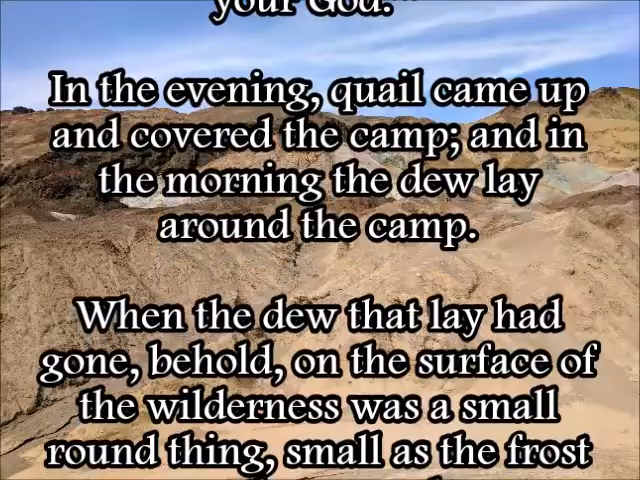 your God.'"
In the evening, quail came up
and covered the camp; and in
the morning the dew lay
around the camp.
When the dew that lay had
gone, behold, on the surface of
the wilderness was a small
round thing, small as the frost